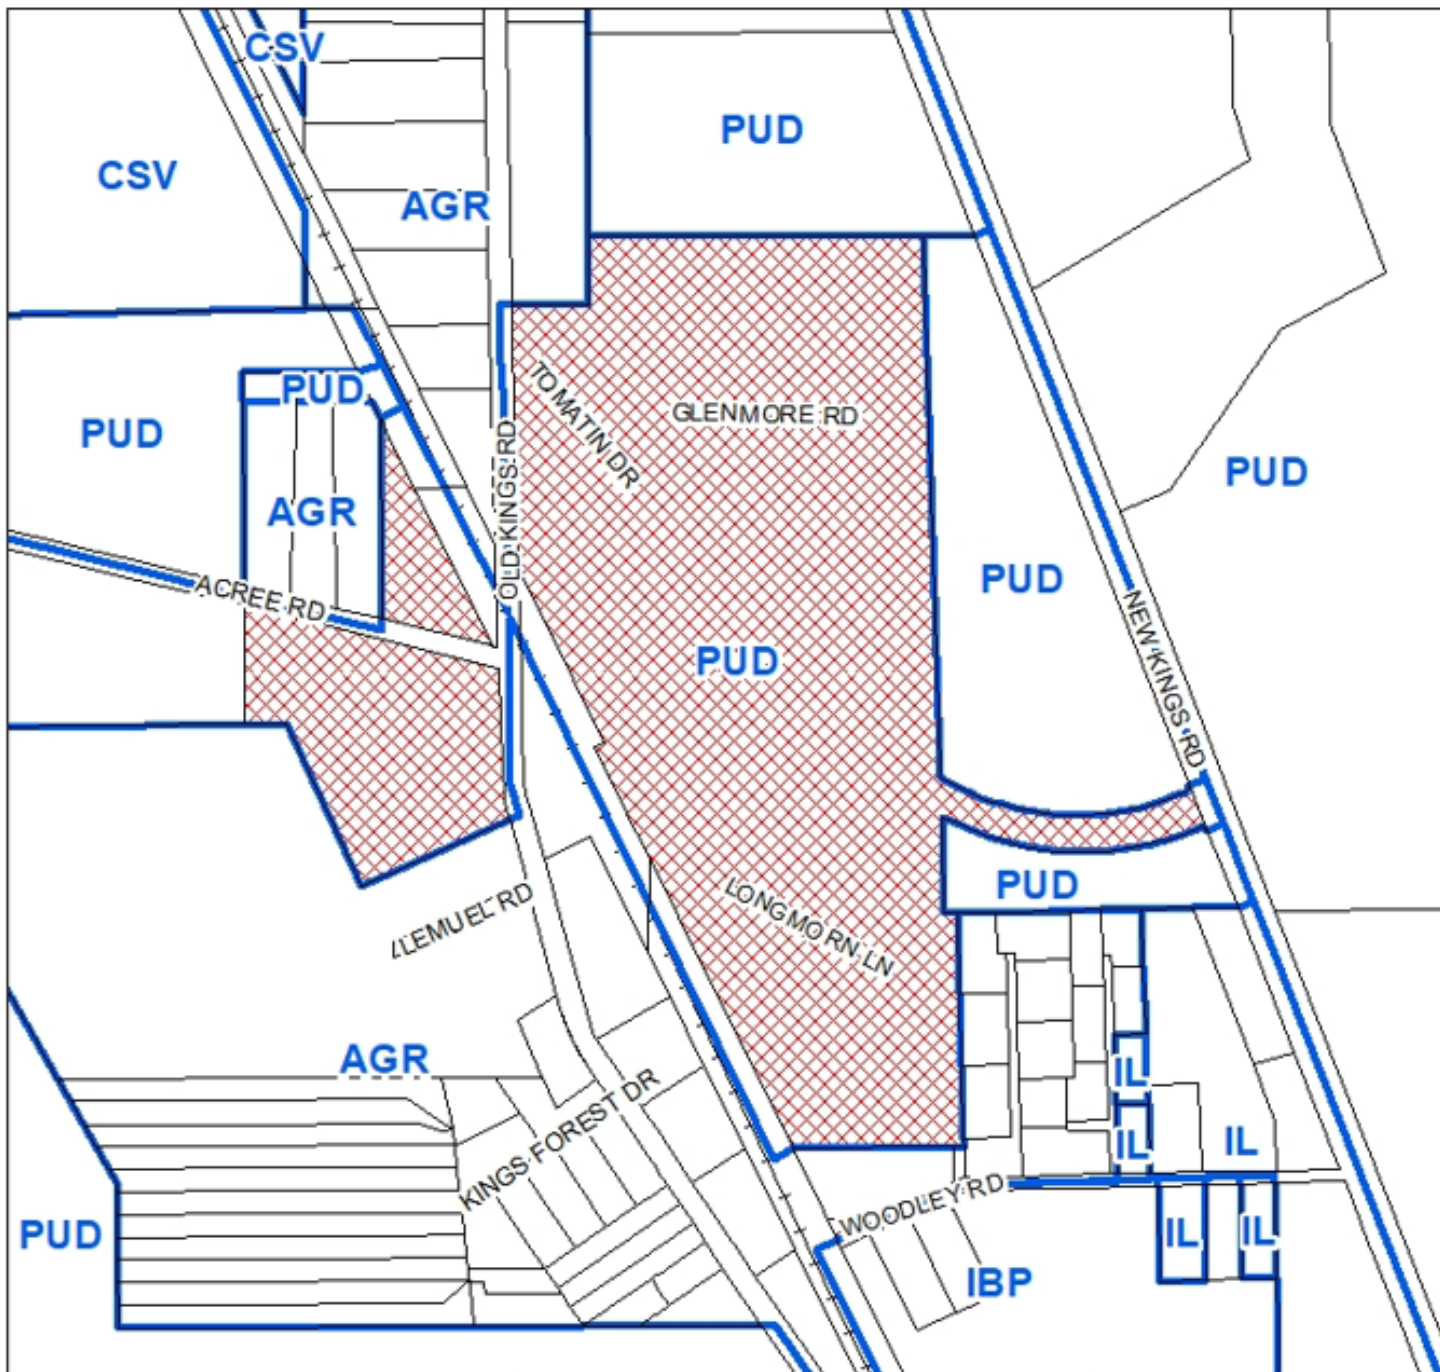 CSV
PUD
CSV
AGR
PUD
TOMATIN DR
GLENMORE RD
PUD
OLD KINGS RD
PUD
AGR
PUD
ACREE RD
NEW KINGS RD
PUD
PUD
LEMUEL RD
LONGMORN LN
AGR
IL
KINGS FOREST DR
IL
IL
WOODLEY RD
PUD
IL
IL
IBP